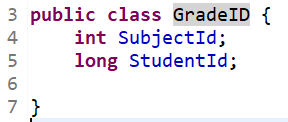 3 public class GradeID {
4 int SubjectId;
5 long StudentId;
6
7 }